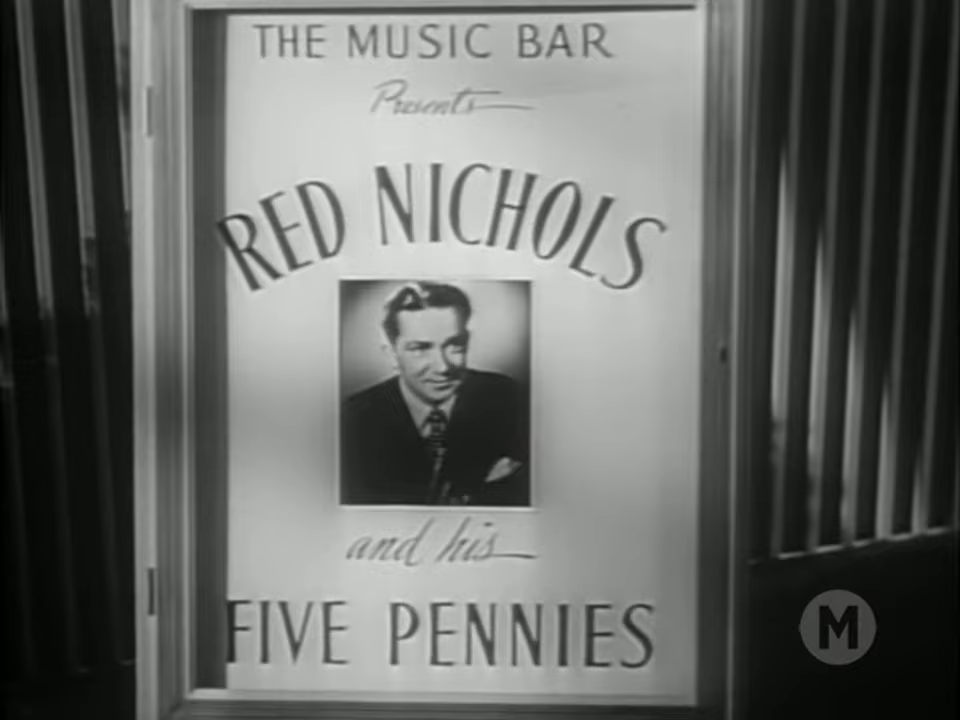 THE MUSIC BAR
Presents
RED NICHOLS
and his
FIVE PENNIES
M